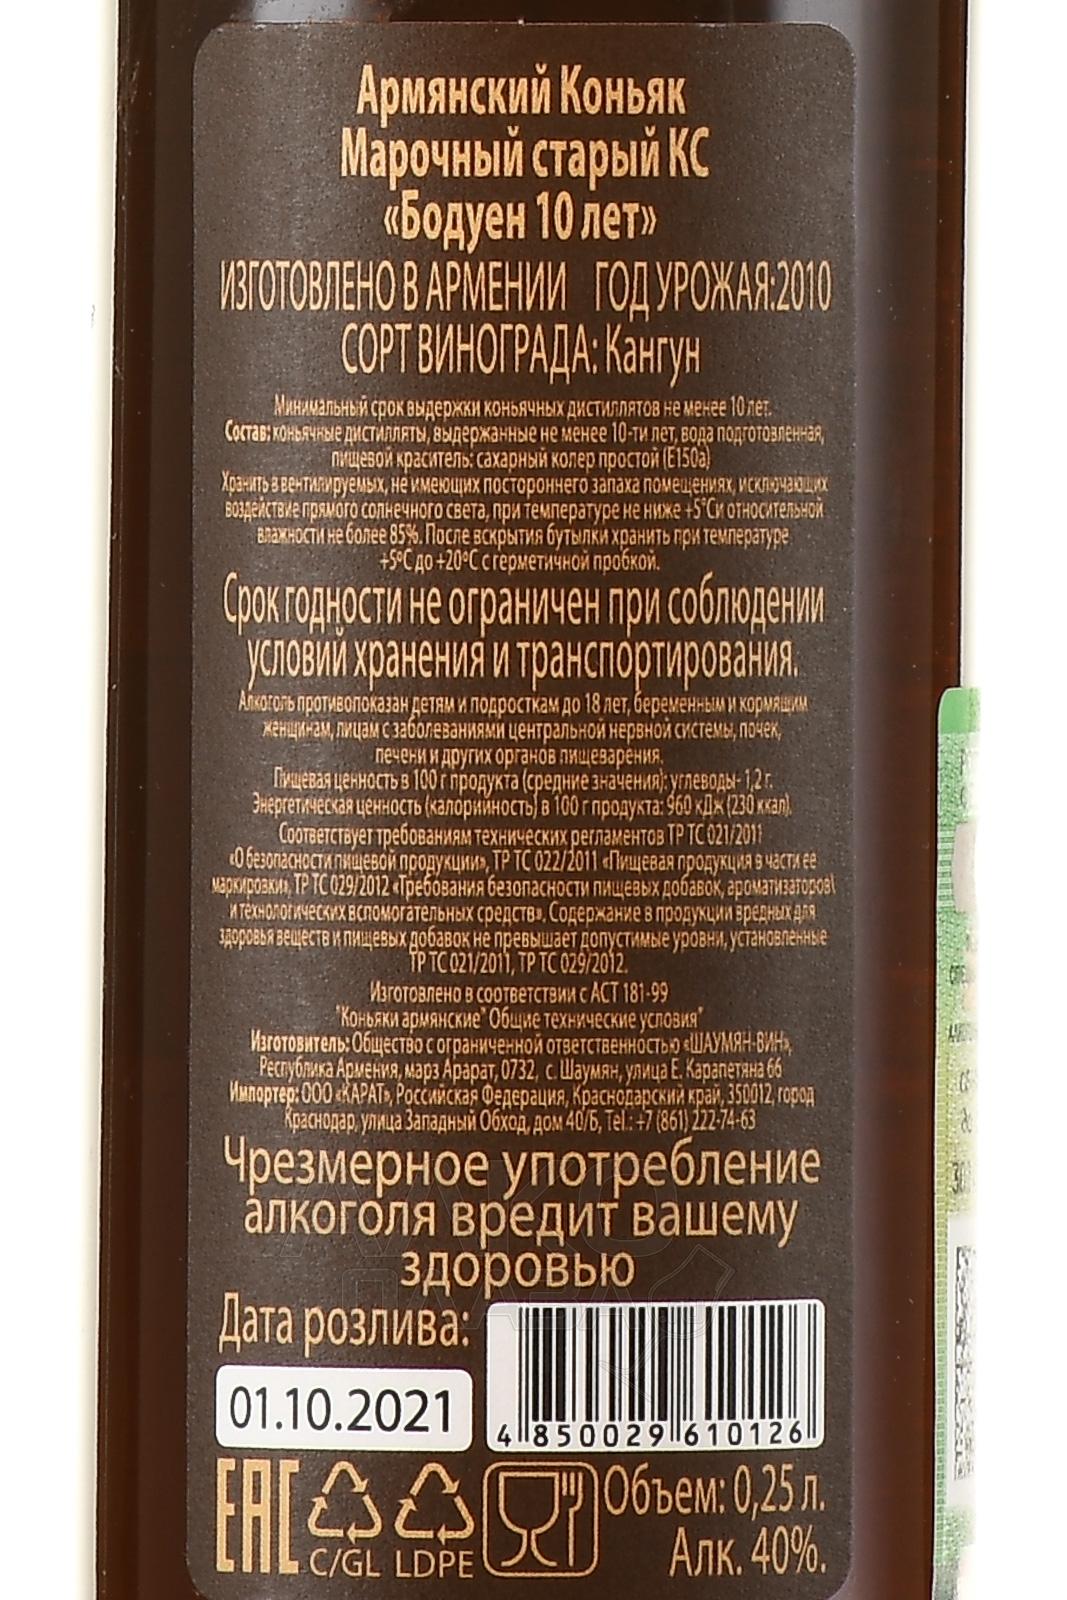 Армянский Коньяк
Марочный старый КС
«Бодуен 10 лет»
ИЗГОТОВЛЕНО В АРМЕНИИ ГОД УРОЖАЯ:2010
СОРТ ВИНОГРАДА: Кангун
Минимальный срок выдержки коньячных дистиллятов не менее 10 лет.
Состав: коньячные дистилляты, выдержанные не менее 10-ти лет, вода подготовленная,
пищевой краситель: сахарный колер простой (Е150а)
Хранить в вентилируемых, не имеющих постороннего запаха помещениях, исключающих
воздействие прямого солнечного света, при температуре не ниже +5°С и относительной
влажности не более 85%. После вскрытия бутылки хранить при температуре
+5ºС до +20ºС с герметичной пробкой.
Срок годности не ограничен при соблюдении
условий хранения и транспортирования.
Алкоголь противопоказан детям и подросткам до 18 лет, беременным и кормящим
женщинам, лицам с заболеваниями центральной нервной системы, почек,
печени и других органов пищеварения.
Пищевая ценность в 100 г продукта (средние значения): углеводы- 1,2 г.
Энергетическая ценность (калорийность) в 100 г продукта: 960 кДж (230 ккал).
Соответствует требованиям технических регламентов ТР ТС 021/2011
«О безопасности пищевой продукции», ТР ТС 022/2011 «Пищевая продукция в части ее
маркировки», ТР ТС 029/2012 «Требования безопасности пищевых добавок, ароматизаторов
и технологических вспомогательных средств». Содержание в продукции вредных для
здоровья веществ и пищевых добавок не превышает допустимые уровни, установленные
ТР ТС 021/2011, ТР ТС 029/2012.
Изготовлено в соответствии с АСТ 181-99
"Коньяки армянские" Общие технические условия"
Изготовитель: Общество с ограниченной ответственностью «ШАУМЯН-ВИН»,
Республика Армения, марз Арарат, 0732, с. Шаумян, улица Е. Карапетяна 66
Импортер: ООО «КАРАТ», Российская Федерация, Краснодарский край, 350012, город
Краснодар, улица Западный Обход, дом 40/Б, Tel.: +7 (861) 222-74-63
Чрезмерное употребление
алкоголя вредит вашему
здоровью
Дата розлива:
01.10.2021
4 850029 610126
EAC C/GL LDPE
Объем: 0,25 л.
Алк. 40%.